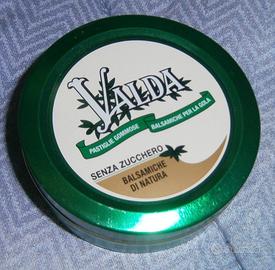 VALDA
PASTIGLIE GOMMOSE
BALSAMICHE PER LA GOLA
SENZA ZUCCHERO
BALSAMICHE
DI NATURA